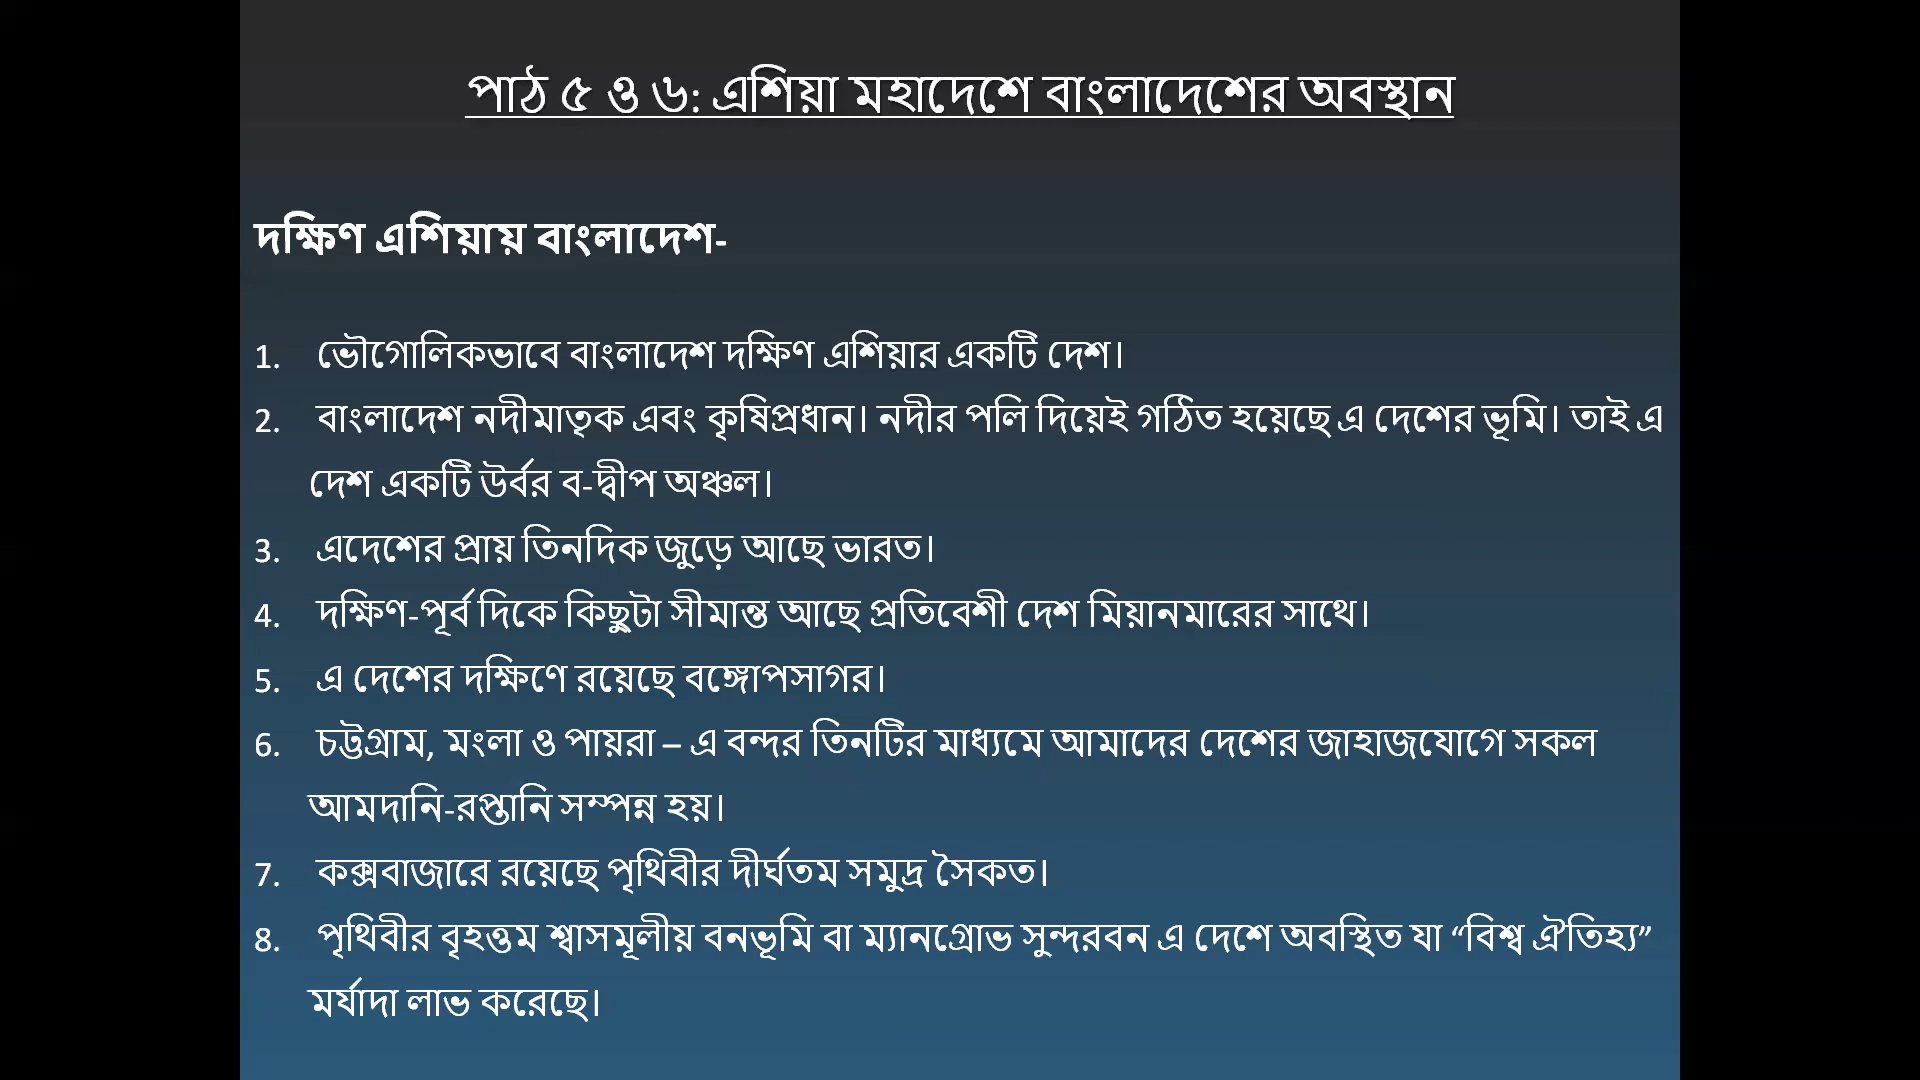 পাঠ ৫ ও ৬: এশিয়া মহাদেশে বাংলাদেশের অবস্থান
দক্ষিণ এশিয়ায় বাংলাদেশ-
1. ভৌগোলিকভাবে বাংলাদেশ দক্ষিণ এশিয়ার একটি দেশ।
2. বাংলাদেশ নদীমাতৃক এবং কৃষিপ্রধান। নদীর পলি দিয়েই গঠিত হয়েছে এ দেশের ভূমি। তাই এ
দেশ একটি উর্বর ব-দ্বীপ অঞ্চল।
3. এদেশের প্রায় তিনদিক জুড়ে আছে ভারত।
4. দক্ষিণ-পূর্ব দিকে কিছুটা সীমান্ত আছে প্রতিবেশী দেশ মিয়ানমারের সাথে।
5. এ দেশের দক্ষিণে রয়েছে বঙ্গোপসাগর।
6. চট্টগ্রাম, মংলা ও পায়রা – এ বন্দর তিনটির মাধ্যমে আমাদের দেশের জাহাজযোগে সকল
আমদানি-রপ্তানি সম্পন্ন হয়।
7. কক্সবাজারে রয়েছে পৃথিবীর দীর্ঘতম সমুদ্র সৈকত।
8. পৃথিবীর বৃহত্তম শ্বাসমূলীয় বনভূমি বা ম্যানগ্রোভ সুন্দরবন এ দেশে অবস্থিত যা “বিশ্ব ঐতিহ্য”
মর্যাদা লাভ করেছে।